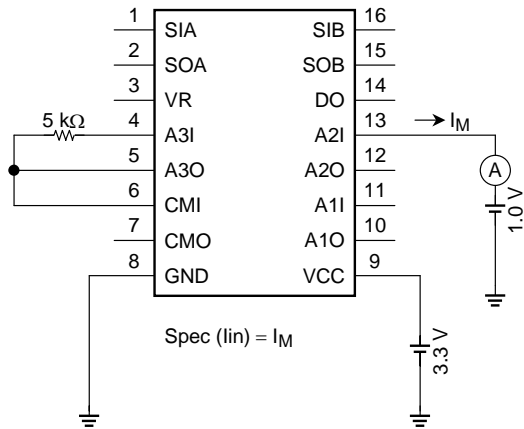 1 SIA SIB 16
2 SOA SOB 15
3 VR DO 14
5 kΩ 4 A3I A2I 13 → I_M
5 A3O A2O 12 A
6 CMI A1I 11 1.0 V
7 CMO A1O 10
8 GND VCC 9
Spec (Iin) = I_M
3.3 V